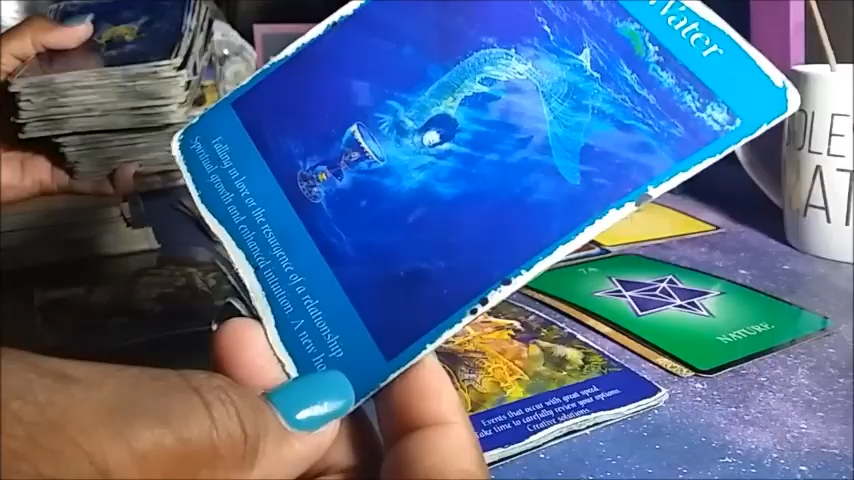 Water
Falling in love or the resurgence of a relationship
Spiritual growth and enhanced intuition. A new
NATURE
Events that occur with great speed
Take time to carefully review your options
Creative solutions